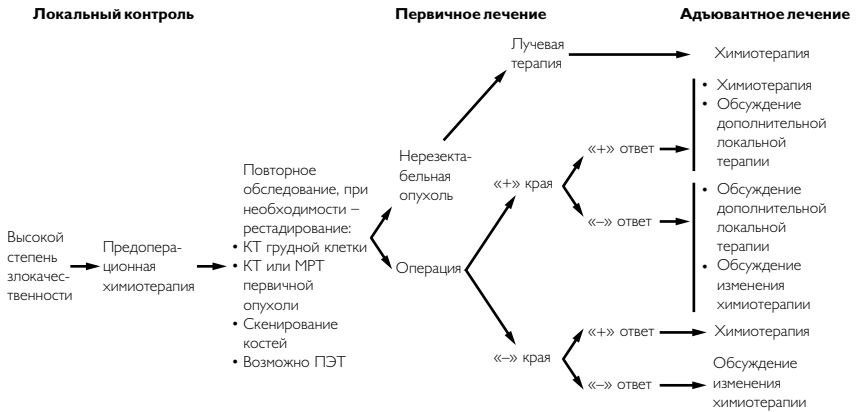 Локальный контроль
Первичное лечение
Адъювантное лечение
Высокой
степень
злокачес-
твенности
Предопера-
ционная
химиотерапия
Повторное
обследование, при
необходимости –
рестадирование:
• КТ грудной клетки
• КТ или МРТ
первичной
опухоли
• Скенирование
костей
• Возможно ПЭТ
Нерезекта-
бельная
опухоль
Операция
Лучевая
терапия
Химиотерапия
«+» края
«+» ответ
• Химиотерапия
• Обсуждение
дополнительной
локальной
терапии
«–» ответ
• Обсуждение
дополнительной
локальной
терапии
• Обсуждение
изменения
химиотерапии
«–» края
«+» ответ
Химиотерапия
«–» ответ
Обсуждение
изменения
химиотерапии